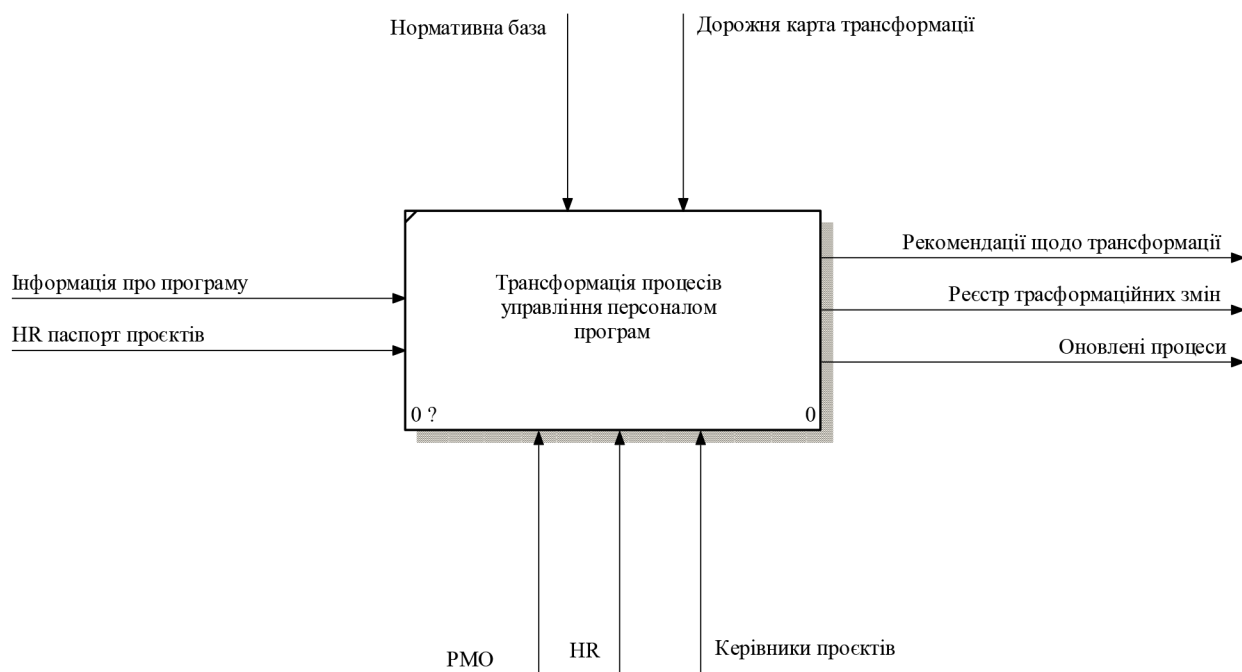 Нормативна база
Дорожня карта трансформації
Рекомендації щодо трансформації
Інформація про програму
Трансформація процесів
управління персоналом
програм
Реєстр трасформаційних змін
HR паспорт проєктів
Оновлені процеси
0 ?
0
PMO
HR
Керівники проєктів